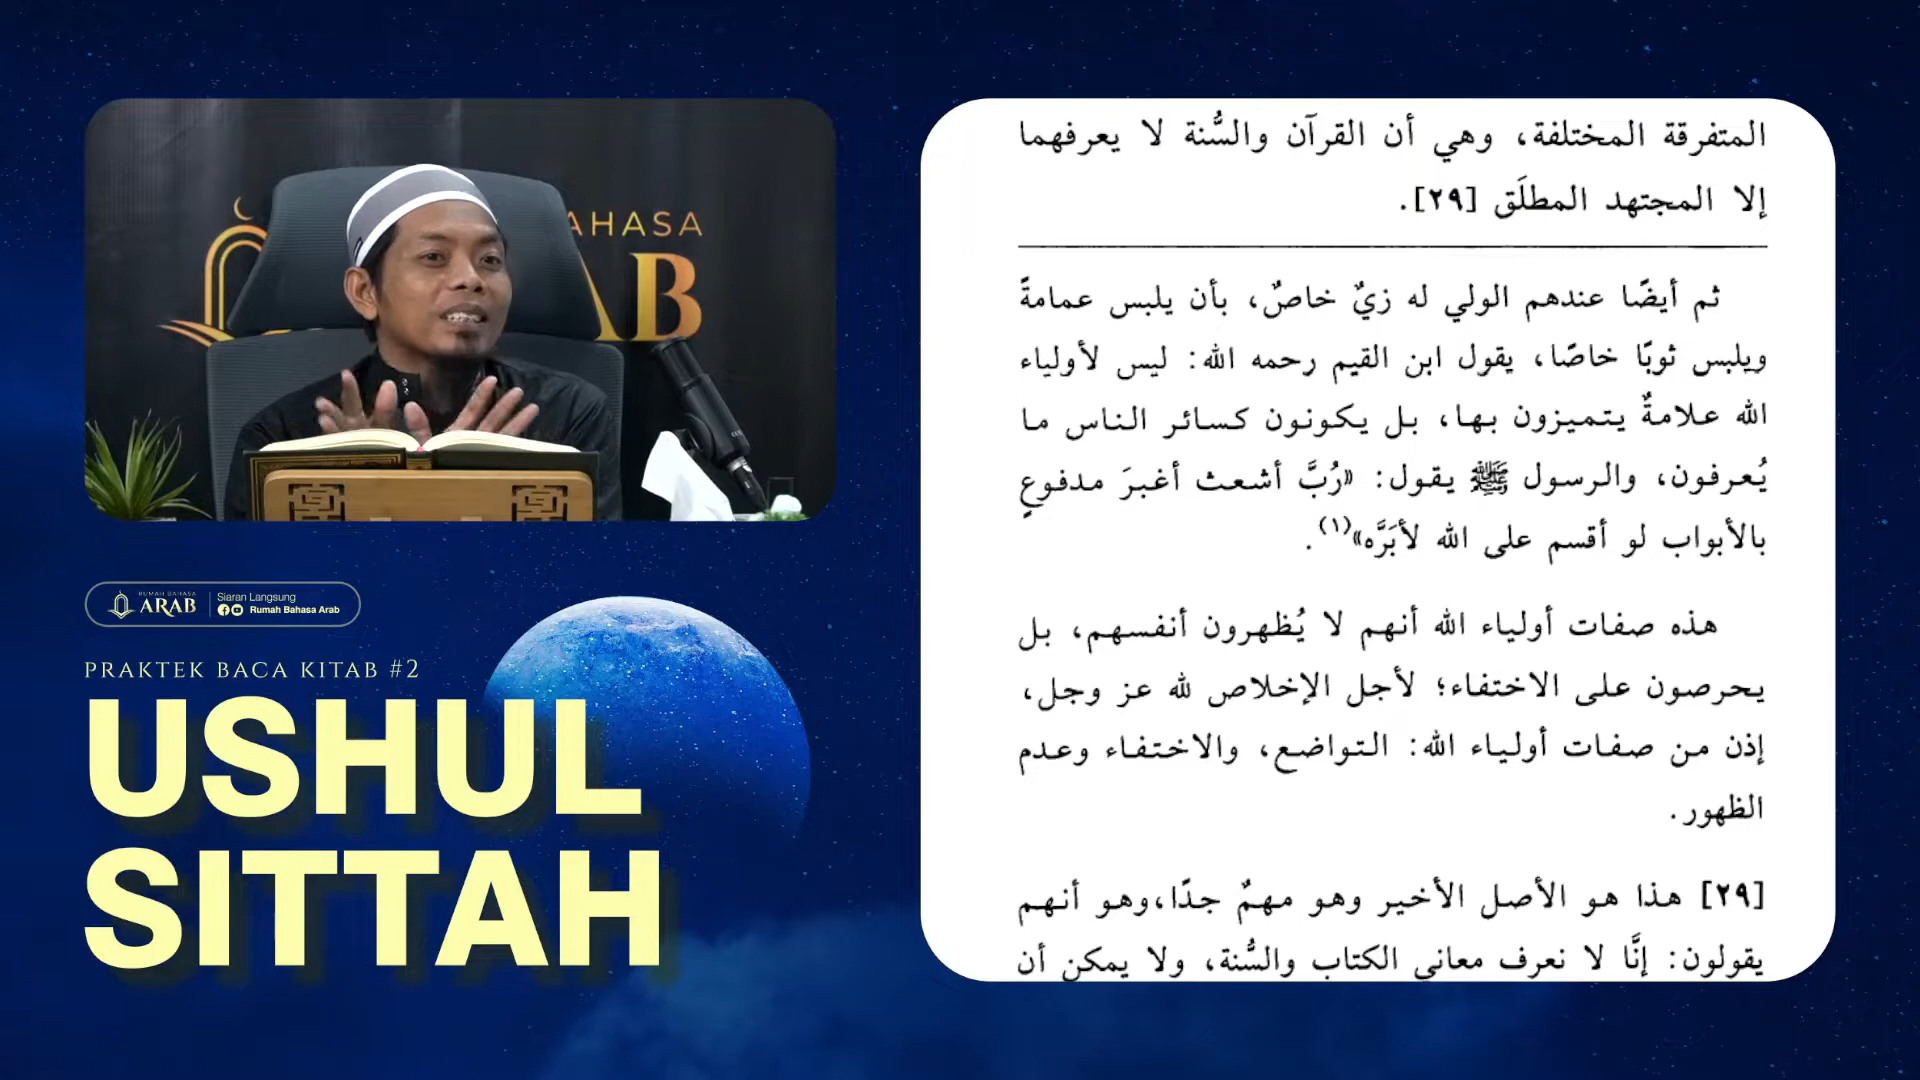 AHASA
AB
RUMAH BAHASA
ARAB
Siaran Langsung
Rumah Bahasa Arab
PRAKTEK BACA KITAB #2
USHUL
SITTAH
المتفرقة المختلفة، وهي أن القرآن والسُّنة لا يعرفهما
إلا المجتهد المطلَق [٢٩].
ثم أيضًا عندهم الولي له زيٌ خاصٌ، بأن يلبس عمامةً
ويلبس ثوبًا خاصًا، يقول ابن القيم رحمه الله: ليس لأولياء
الله علامةٌ يتميزون بها، بل يكونون كسائر الناس ما
يُعرفون، والرسول ﷺ يقول: «رُبَّ أشعث أغبرَ مدفوعٍ
بالأبواب لو أقسم على الله لأبَرَّه»(١).
هذه صفات أولياء الله أنهم لا يُظهرون أنفسهم، بل
يحرصون على الاختفاء؛ لأجل الإخلاص لله عز وجل،
إذن من صفات أولياء الله: التواضع، والاختفاء وعدم
الظهور.
[٢٩] هذا هو الأصل الأخير وهو مهمٌ جدًا،وهو أنهم
يقولون: إنَّا لا نعرف معاني الكتاب والسُّنة، ولا يمكن أن